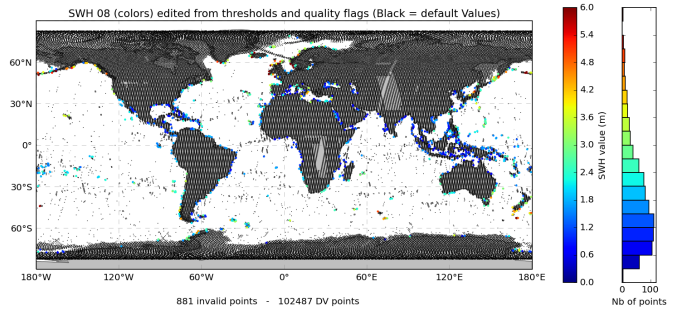 SWH 08 (colors) edited from thresholds and quality flags (Black = default Values)
60°N
30°N
0°
30°S
60°S
180°W 120°W 60°W 0° 60°E 120°E 180°E
881 invalid points - 102487 DV points
6.0
5.4
4.8
4.2
3.6
3.0
2.4
1.8
1.2
0.6
0.0
SWH value (m)
0 100
Nb of points